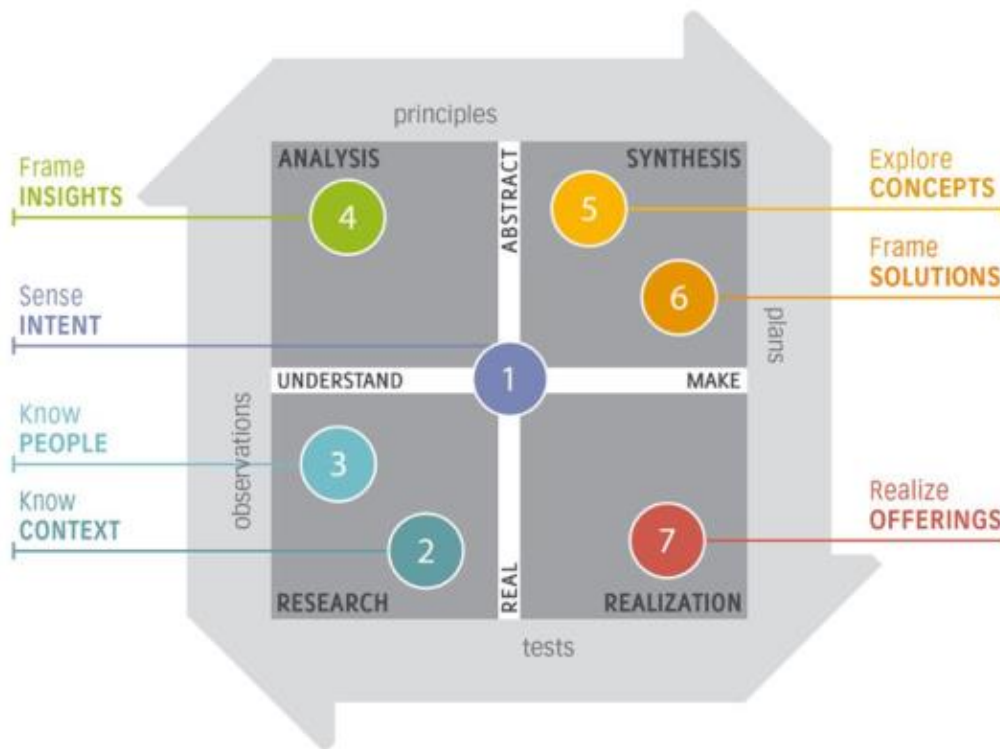 principles
ANALYSIS
ABSTRACT
SYNTHESIS
Frame
INSIGHTS
4
5
Explore
CONCEPTS
Frame
SOLUTIONS
6
Sense
INTENT
plans
1
UNDERSTAND
MAKE
observations
Know
PEOPLE
3
Know
CONTEXT
2
7
Realize
OFFERINGS
RESEARCH
REAL
REALIZATION
tests